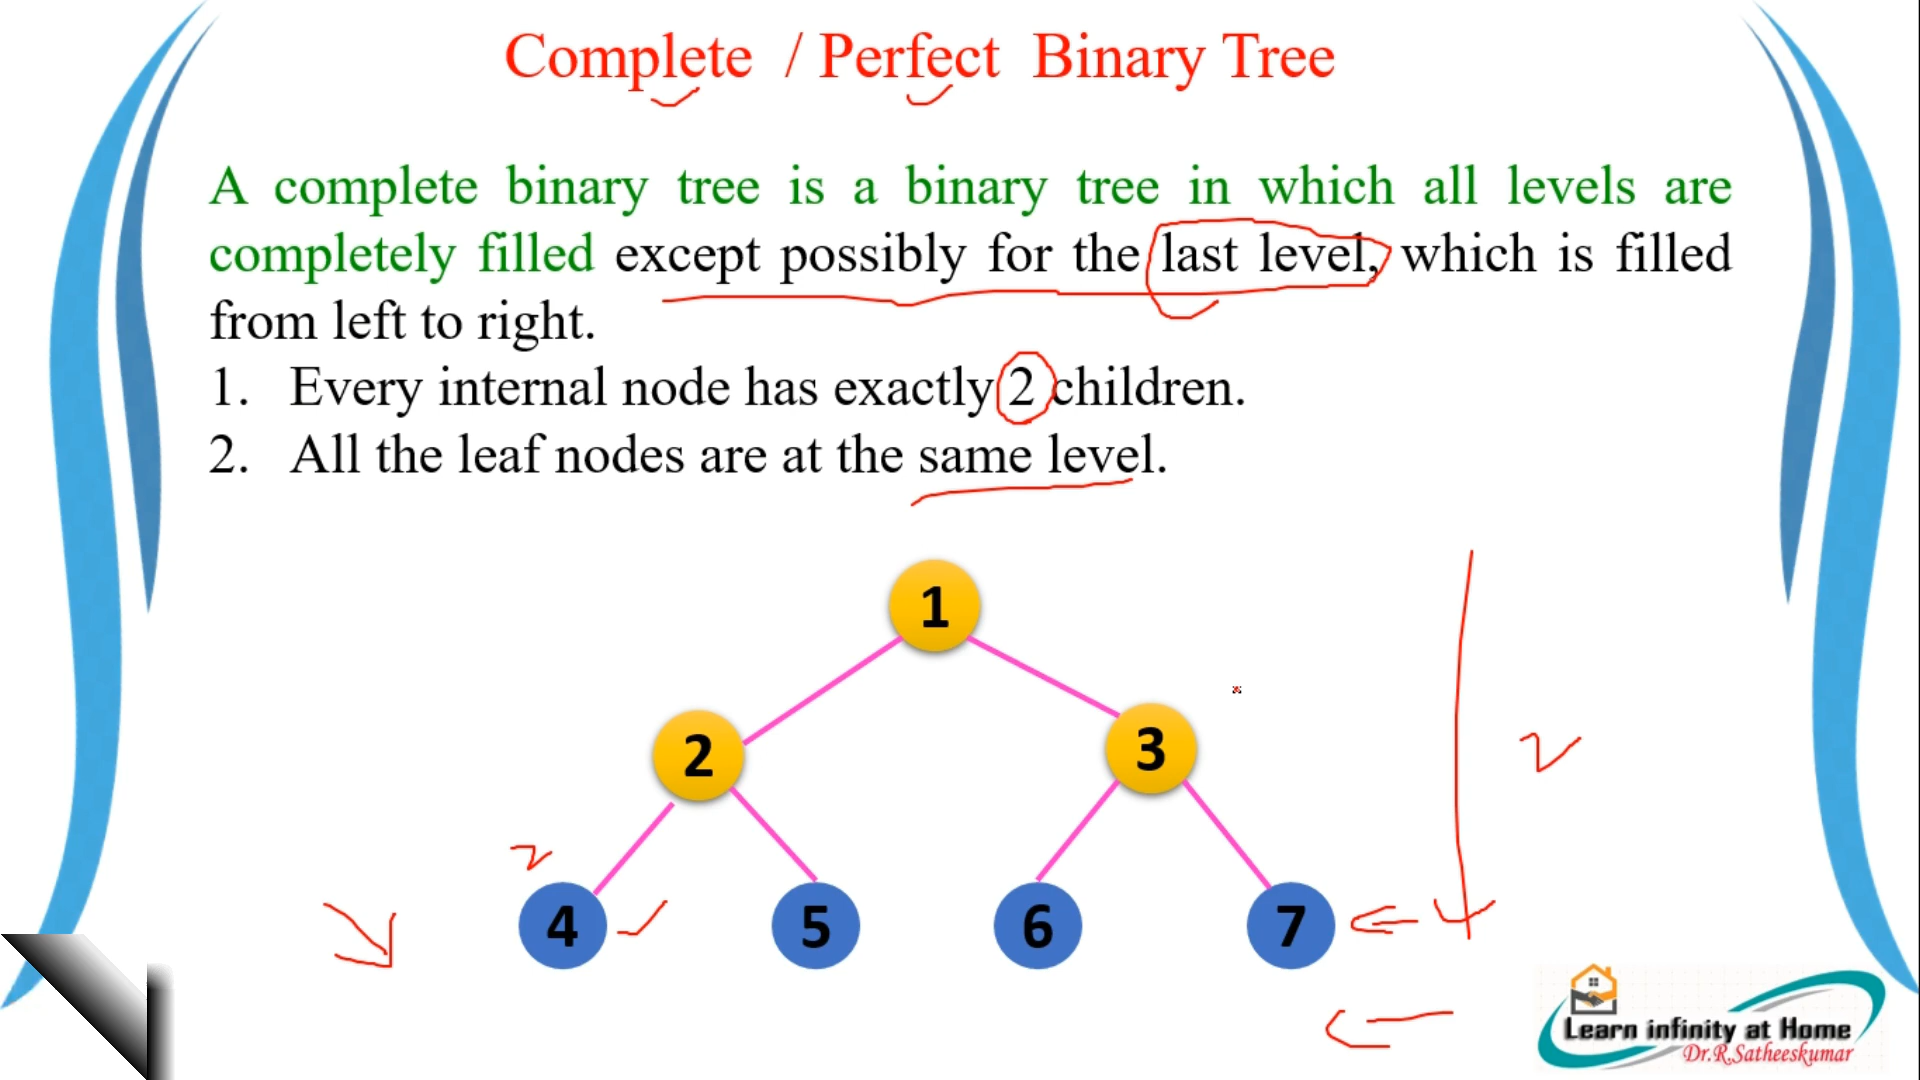 Complete / Perfect Binary Tree
A complete binary tree is a binary tree in which all levels are
completely filled except possibly for the last level, which is filled
from left to right.
1. Every internal node has exactly 2 children.
2. All the leaf nodes are at the same level.
1
2
3
2
2
4
5
6
7
Learn infinity at Home
Dr.R.Satheeskumar